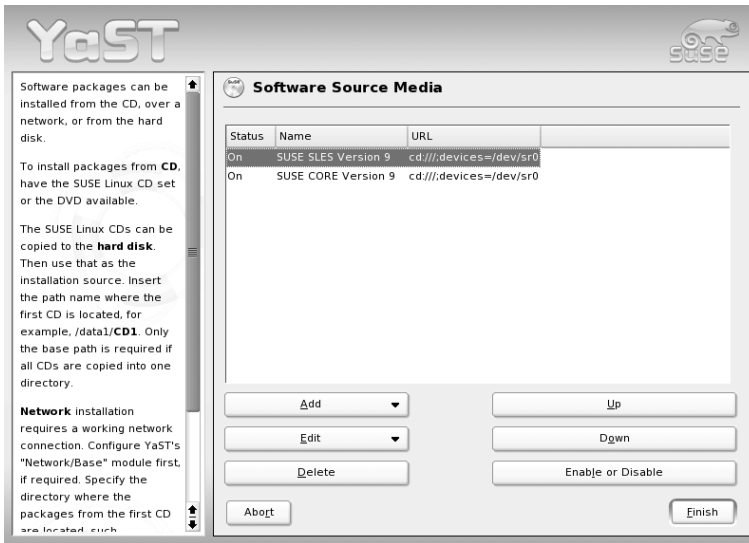 YaST
SUSE
Software packages can be
installed from the CD, over a
network, or from the hard
disk.
To install packages from CD,
have the SUSE Linux CD set
or the DVD available.
The SUSE Linux CDs can be
copied to the hard disk.
Then use that as the
installation source. Insert
the path name where the
first CD is located, for
example, /data1/CD1. Only
the base path is required if
all CDs are copied into one
directory.
Network installation
requires a working network
connection. Configure YaST's
"Network/Base" module first,
if required. Specify the
directory where the
packages from the first CD
are located, such
Software Source Media
Status Name URL
On SUSE SLES Version 9 cd:///;devices=/dev/sr0
On SUSE CORE Version 9 cd:///;devices=/dev/sr0
Add Up
Edit Down
Delete Enable or Disable
Abort Finish